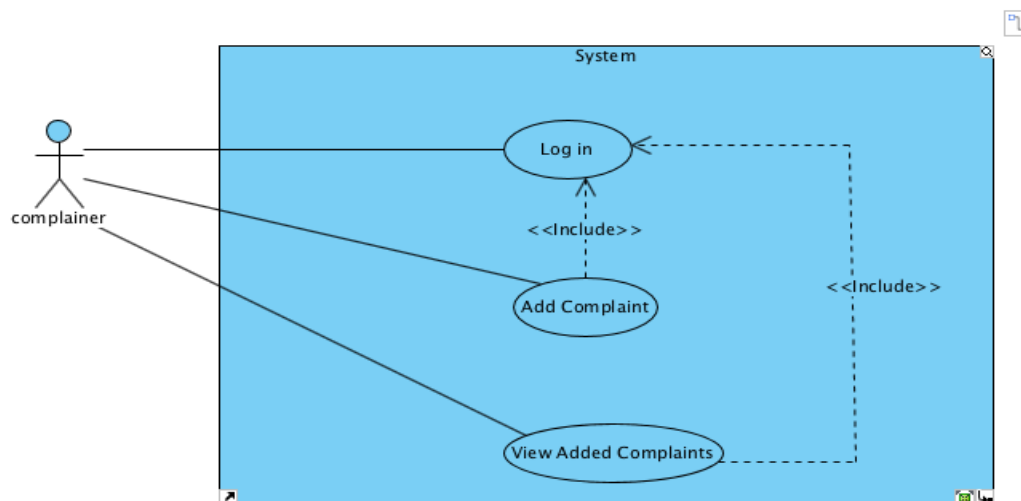 System
Log in
complainer
<<Include>>
<<Include>>
Add Complaint
View Added Complaints